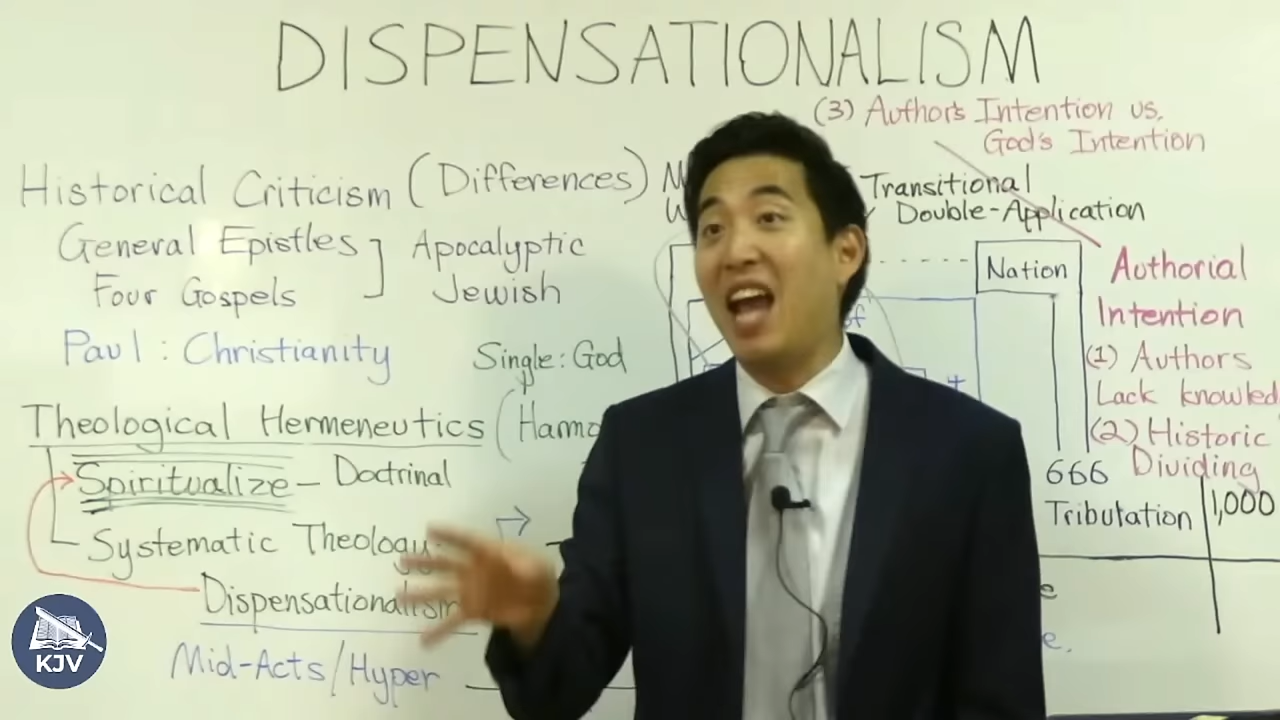 DISPENSATIONALISM
(3) Author's Intention vs.
God's Intention
Historical Criticism (Differences)
General Epistles
Four Gospels
Apocalyptic
Jewish
Paul : Christianity
Single: God
Theological Hermeneutics
Spiritualize - Doctrinal
Systematic Theology:
Dispensationalism
Mid-Acts/Hyper
Transitional
Double-Application
Nation
of
+
666
Tribulation
1,000
Authorial
Intention
(1) Authors
Lack
(2) Historic
Dividing
KJV